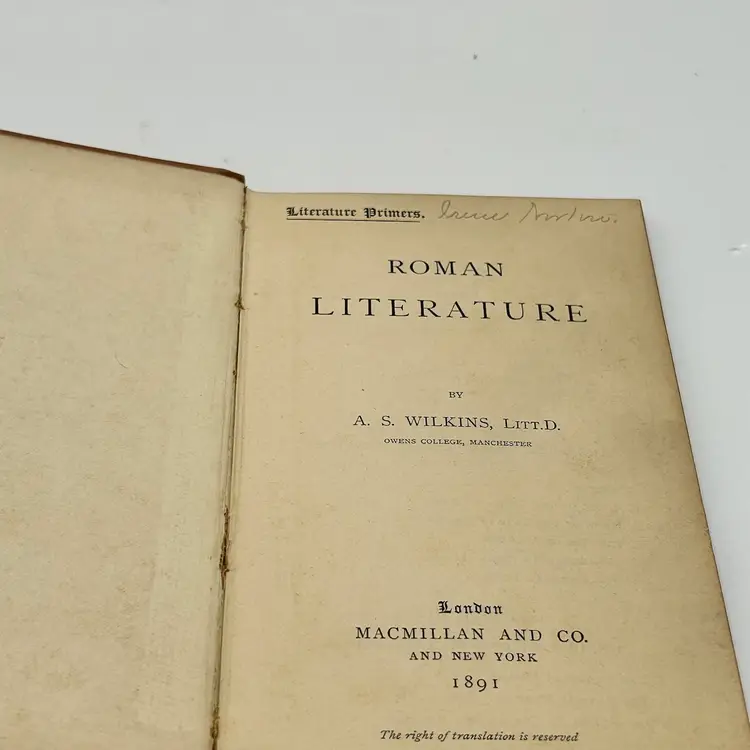 Literature Primers. Irene
ROMAN
LITERATURE
BY
A. S. WILKINS, LITT.D.
OWENS COLLEGE, MANCHESTER
London
MACMILLAN AND CO.
AND NEW YORK
1891
The right of translation is reserved